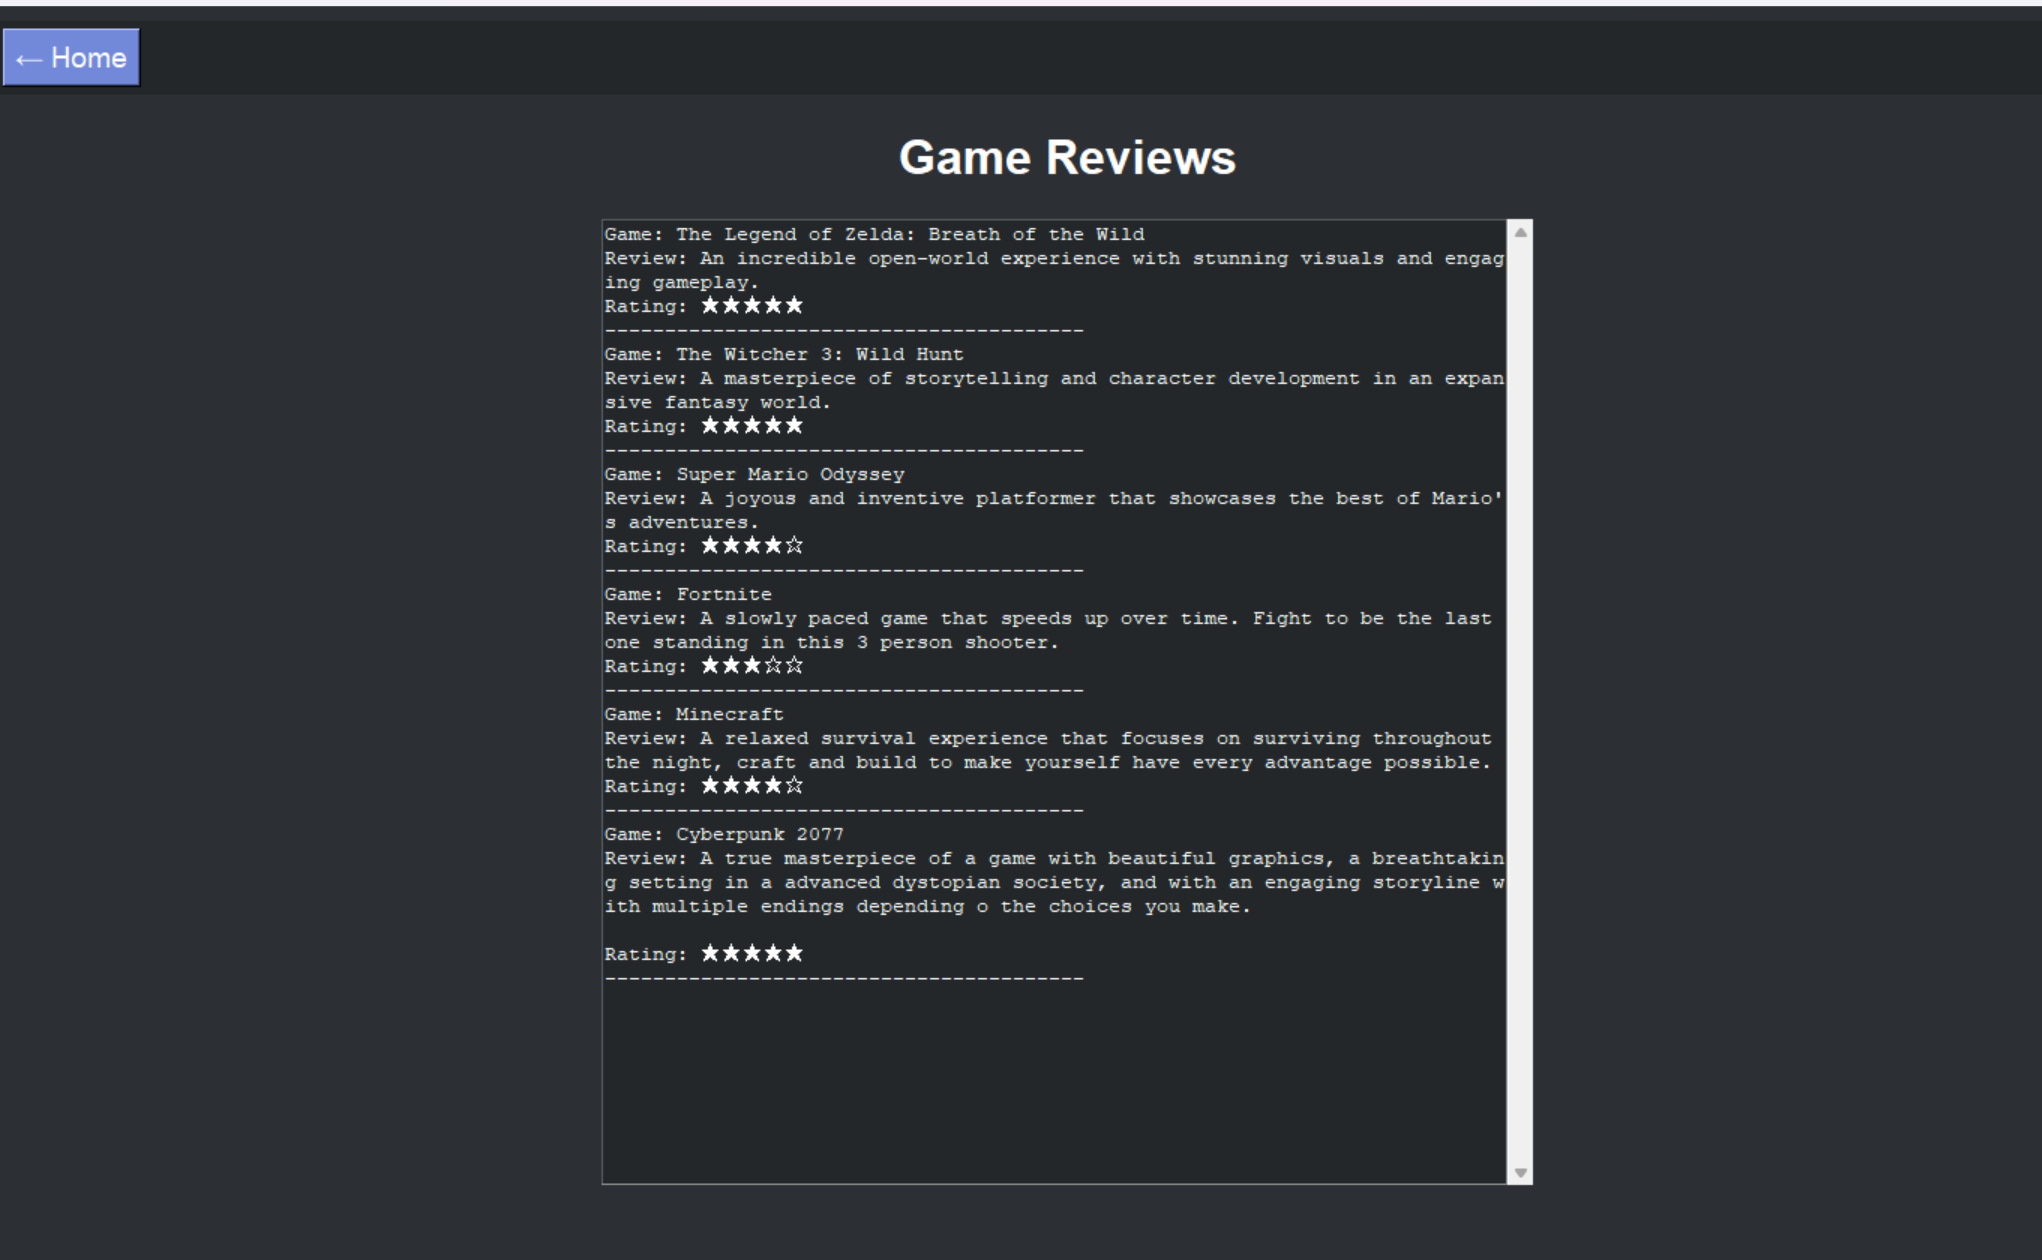 ← Home
Game Reviews
Game: The Legend of Zelda: Breath of the Wild
Review: An incredible open-world experience with stunning visuals and engag
ing gameplay.
Rating: ★★★★★
----------------------------------------
Game: The Witcher 3: Wild Hunt
Review: A masterpiece of storytelling and character development in an expan
sive fantasy world.
Rating: ★★★★★
----------------------------------------
Game: Super Mario Odyssey
Review: A joyous and inventive platformer that showcases the best of Mario'
s adventures.
Rating: ★★★★☆
----------------------------------------
Game: Fortnite
Review: A slowly paced game that speeds up over time. Fight to be the last
one standing in this 3 person shooter.
Rating: ★★★☆☆
----------------------------------------
Game: Minecraft
Review: A relaxed survival experience that focuses on surviving throughout
the night, craft and build to make yourself have every advantage possible.
Rating: ★★★★☆
----------------------------------------
Game: Cyberpunk 2077
Review: A true masterpiece of a game with beautiful graphics, a breathtakin
g setting in a advanced dystopian society, and with an engaging storyline w
ith multiple endings depending o the choices you make.
Rating: ★★★★★
----------------------------------------